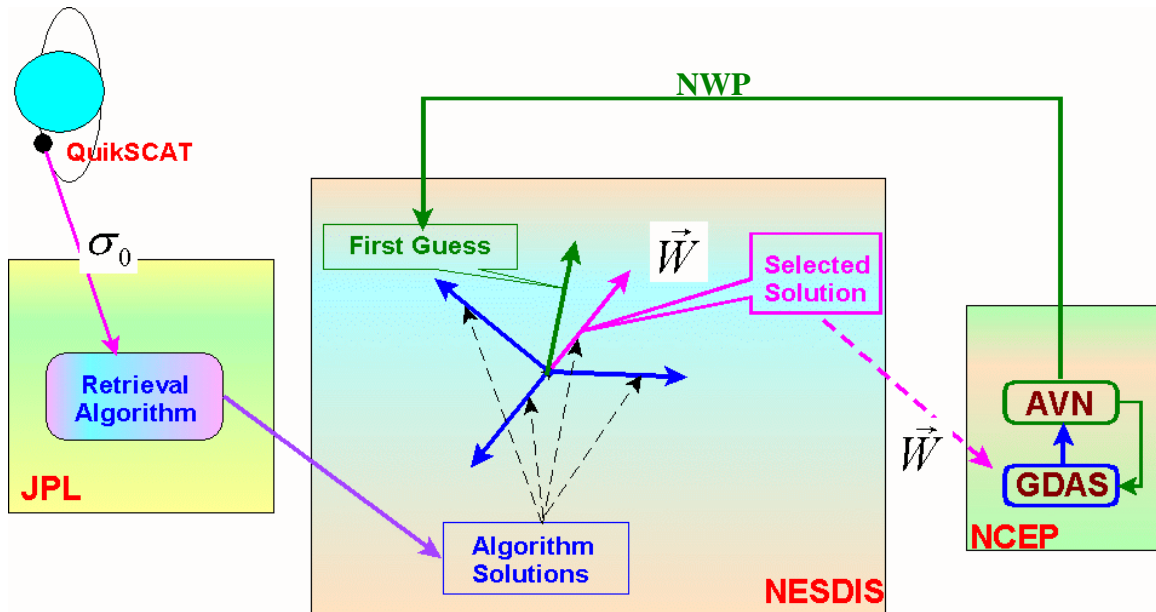 NWP
QuikSCAT
σ₀
First Guess
W⃗
Selected
Solution
Retrieval
Algorithm
AVN
W⃗
GDAS
JPL
NCEP
Algorithm
Solutions
NESDIS